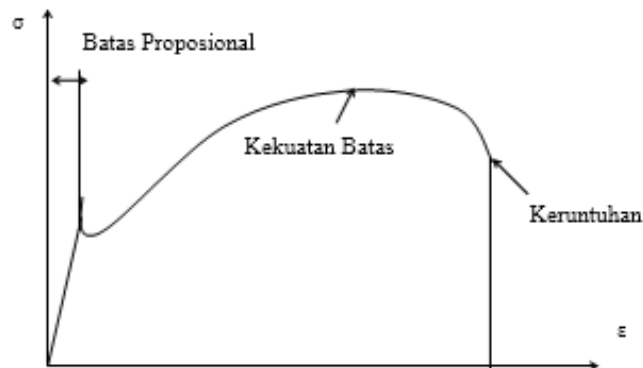 σ
Batas Proposional
Kekuatan Batas
Keruntuhan
ε